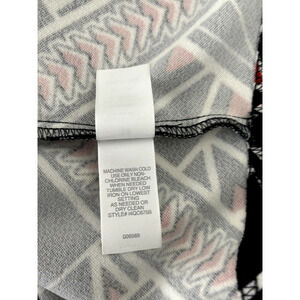 MACHINE WASH COLD
USE ONLY NON-
CHLORINE BLEACH
WHEN NEEDED
TUMBLE DRY LOW
IRON ON LOWEST
SETTING
AS NEEDED OR
DRY CLEAN